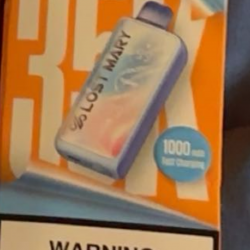 35K
LOST MARY
1000 mAh
Fast Charging
WARNING